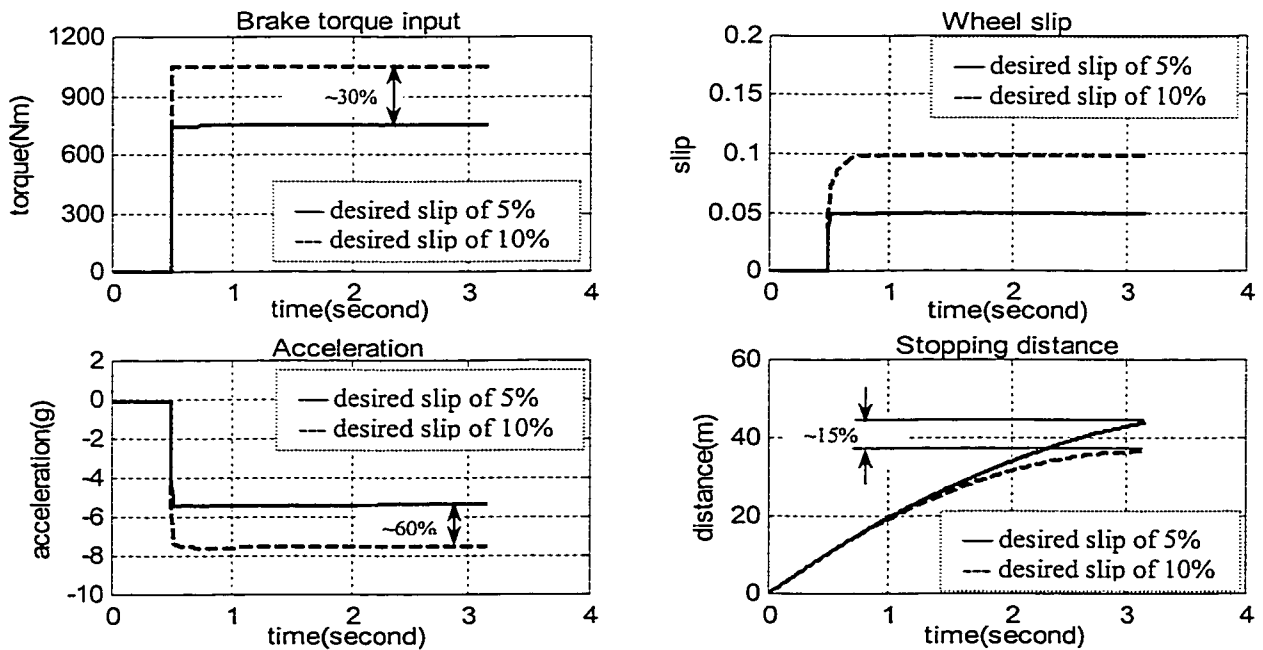 Brake torque input
1200
900
600
300
0
torque(Nm)
~30%
desired slip of 5%
desired slip of 10%
0 1 2 3 4
time(second)
Wheel slip
0.2
0.15
0.1
0.05
0
slip
desired slip of 5%
desired slip of 10%
0 1 2 3 4
time(second)
Acceleration
2
0
-2
-4
-6
-8
-10
acceleration(g)
desired slip of 5%
desired slip of 10%
~60%
0 1 2 3 4
time(second)
Stopping distance
60
40
20
0
distance(m)
~15%
desired slip of 5%
desired slip of 10%
0 1 2 3 4
time(second)